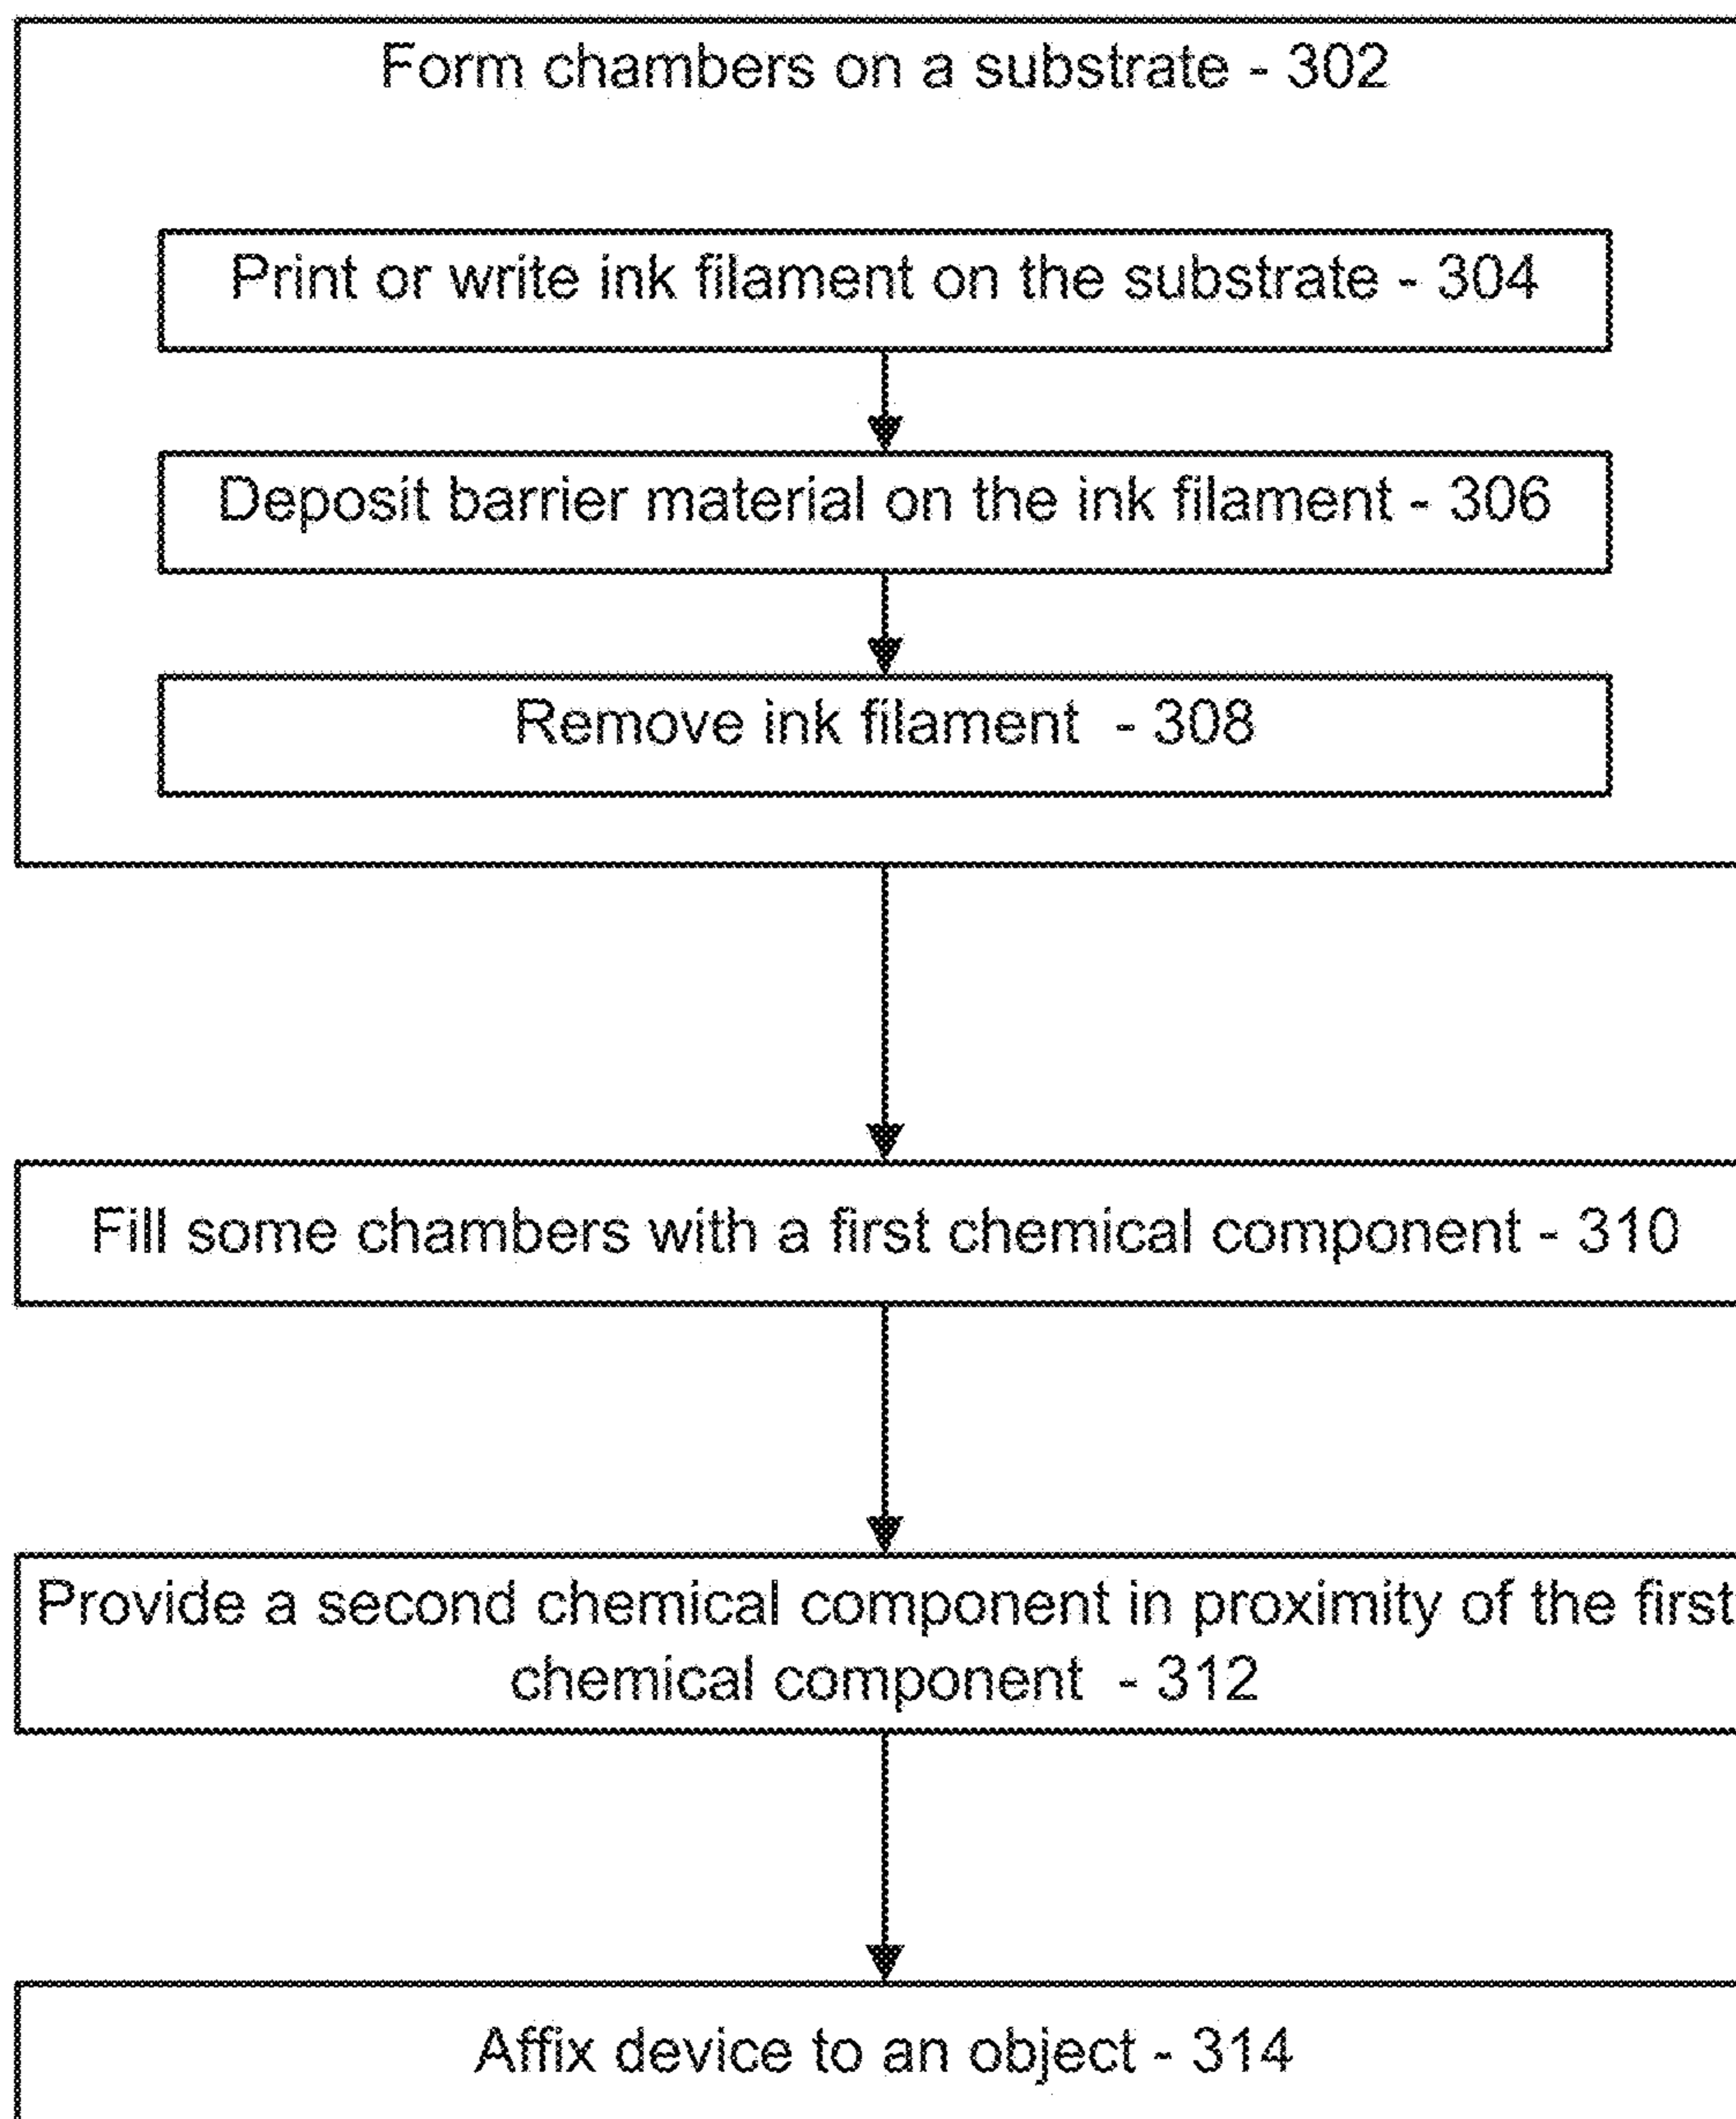 Form chambers on a substrate - 302
Print or write ink filament on the substrate - 304
Deposit barrier material on the ink filament - 306
Remove ink filament - 308
Fill some chambers with a first chemical component - 310
Provide a second chemical component in proximity of the first
chemical component - 312
Affix device to an object - 314